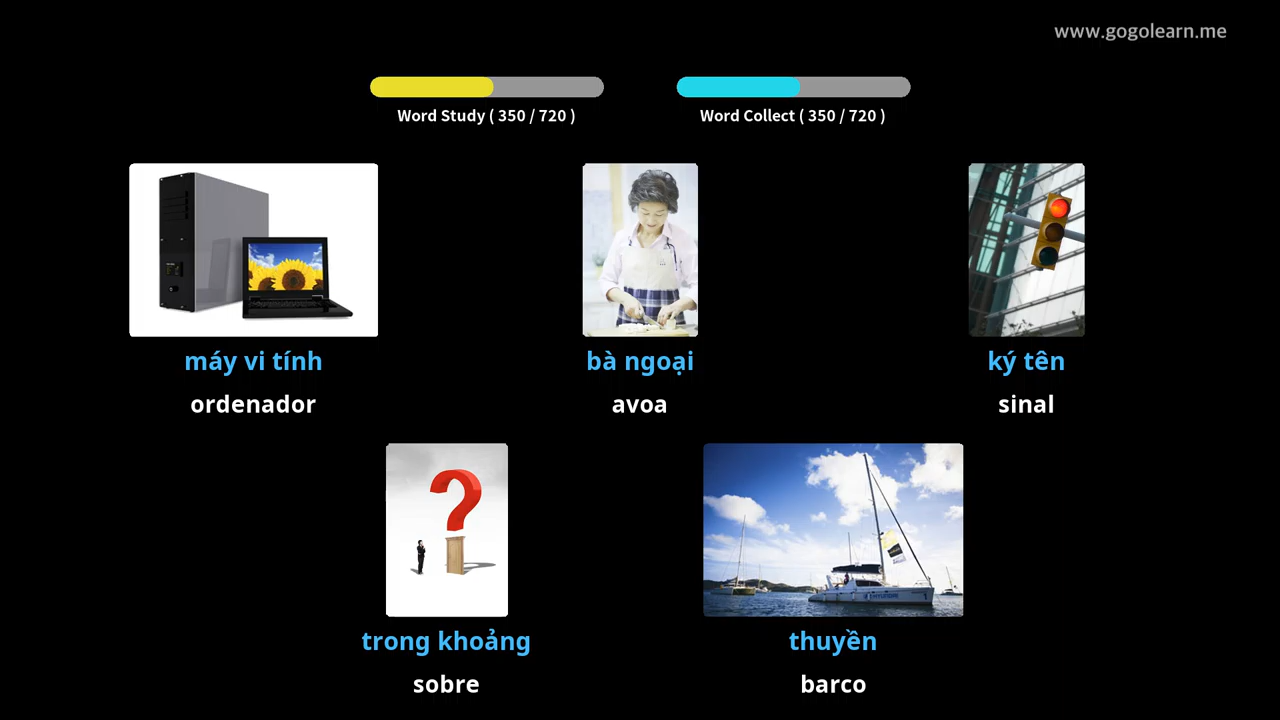 www.gogolearn.me
Word Study ( 350 / 720 )
Word Collect ( 350 / 720 )
máy vi tính
ordenador
bà ngoại
avoa
ký tên
sinal
trong khoảng
sobre
thuyền
barco